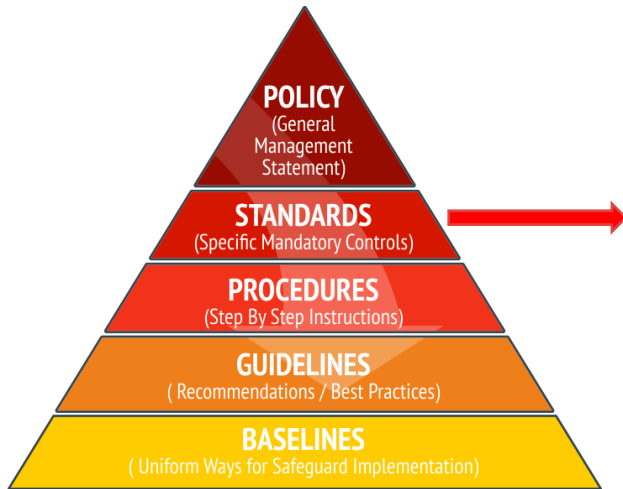 POLICY
(General
Management
Statement)
STANDARDS
(Specific Mandatory Controls)
PROCEDURES
(Step By Step Instructions)
GUIDELINES
( Recommendations / Best Practices)
BASELINES
( Uniform Ways for Safeguard Implementation)